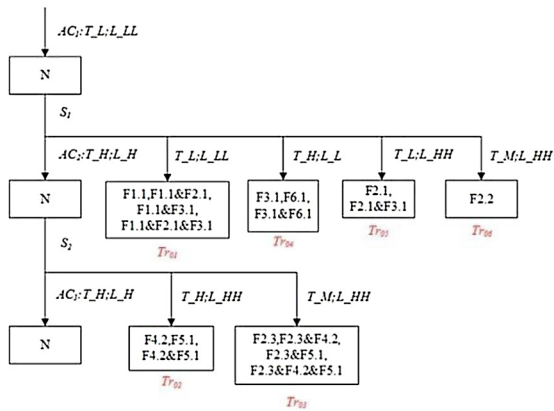 AC₁:T_L;L_LL
N
S₁
AC₂:T_H;L_H
T_L;L_LL
T_H;L_L
T_L;L_HH
T_M;L_HH
N
F1.1,F1.1&F2.1,
F1.1&F3.1,
F1.1&F2.1&F3.1
Tr₀₁
F3.1,F6.1,
F3.1&F6.1
Tr₀₄
F2.1,
F2.1&F3.1
Tr₀₅
F2.2
Tr₀₆
S₂
AC₃:T_H;L_H
T_H;L_HH
T_M;L_HH
N
F4.2,F5.1,
F4.2&F5.1
Tr₀₂
F2.3,F2.3&F4.2,
F2.3&F5.1,
F2.3&F4.2&F5.1
Tr₀₃